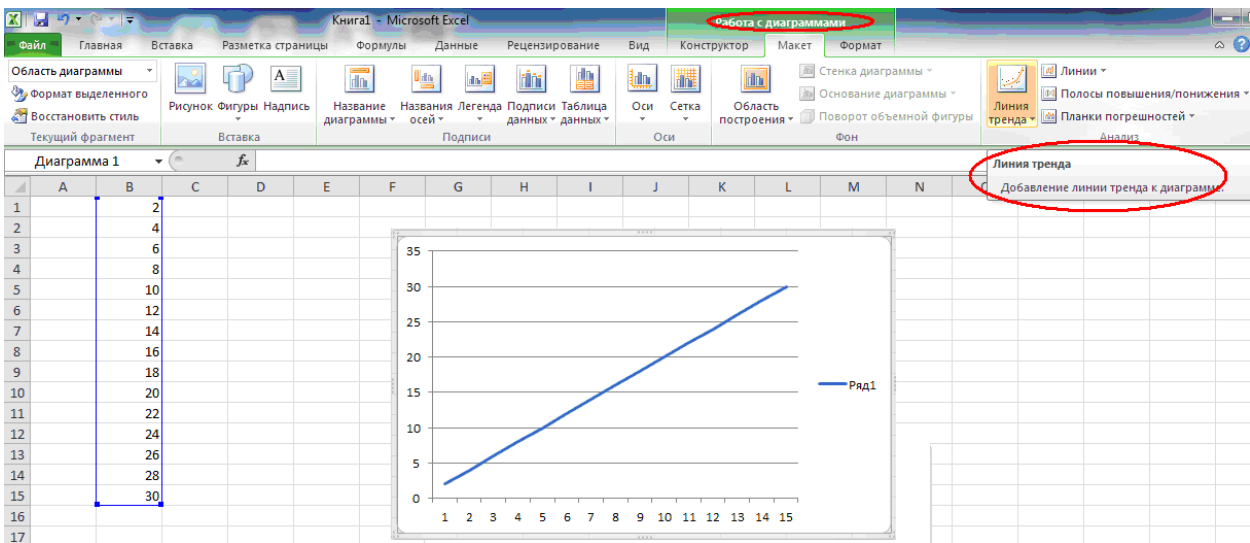 Книга1 - Microsoft Excel
Работа с диаграммами
Файл Главная Вставка Разметка страницы Формулы Данные Рецензирование Вид Конструктор Макет Формат
Область диаграммы
Формат выделенного
Восстановить стиль
Текущий фрагмент
Рисунок Фигуры Надпись
Вставка
Название диаграммы
Названия осей
Легенда
Подписи данных
Таблица данных
Подписи
Оси
Сетка
Оси
Область построения
Стенка диаграммы
Основание диаграммы
Поворот объемной фигуры
Фон
Линия тренда
Линии
Полосы повышения/понижения
Планки погрешностей
Анализ
Диаграмма 1
fx
Линия тренда
Добавление линии тренда к диаграмме.
A B C D E F G H I J K L M N
1 2
2 4
3 6
4 8
5 10
6 12
7 14
8 16
9 18
10 20
11 22
12 24
13 26
14 28
15 30
16
17
35
30
25
20
15
10
5
0
1 2 3 4 5 6 7 8 9 10 11 12 13 14 15
Ряд1